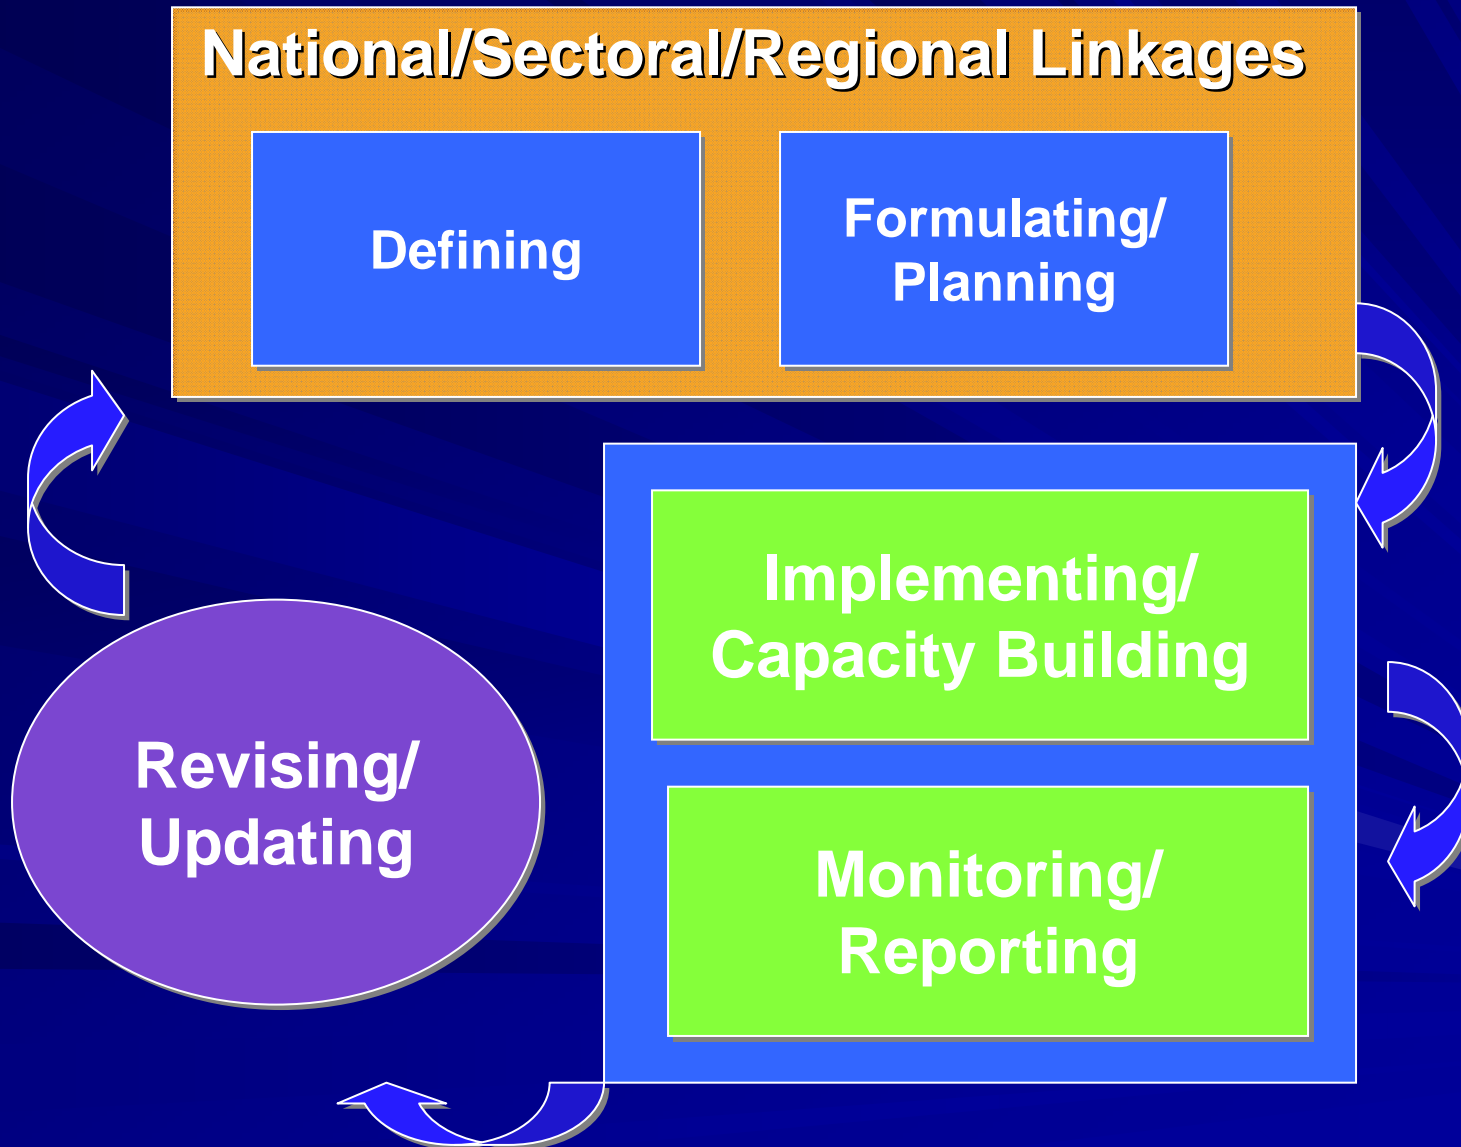 National/Sectoral/Regional Linkages
Defining
Formulating/
Planning
Implementing/
Capacity Building
Revising/
Updating
Monitoring/
Reporting